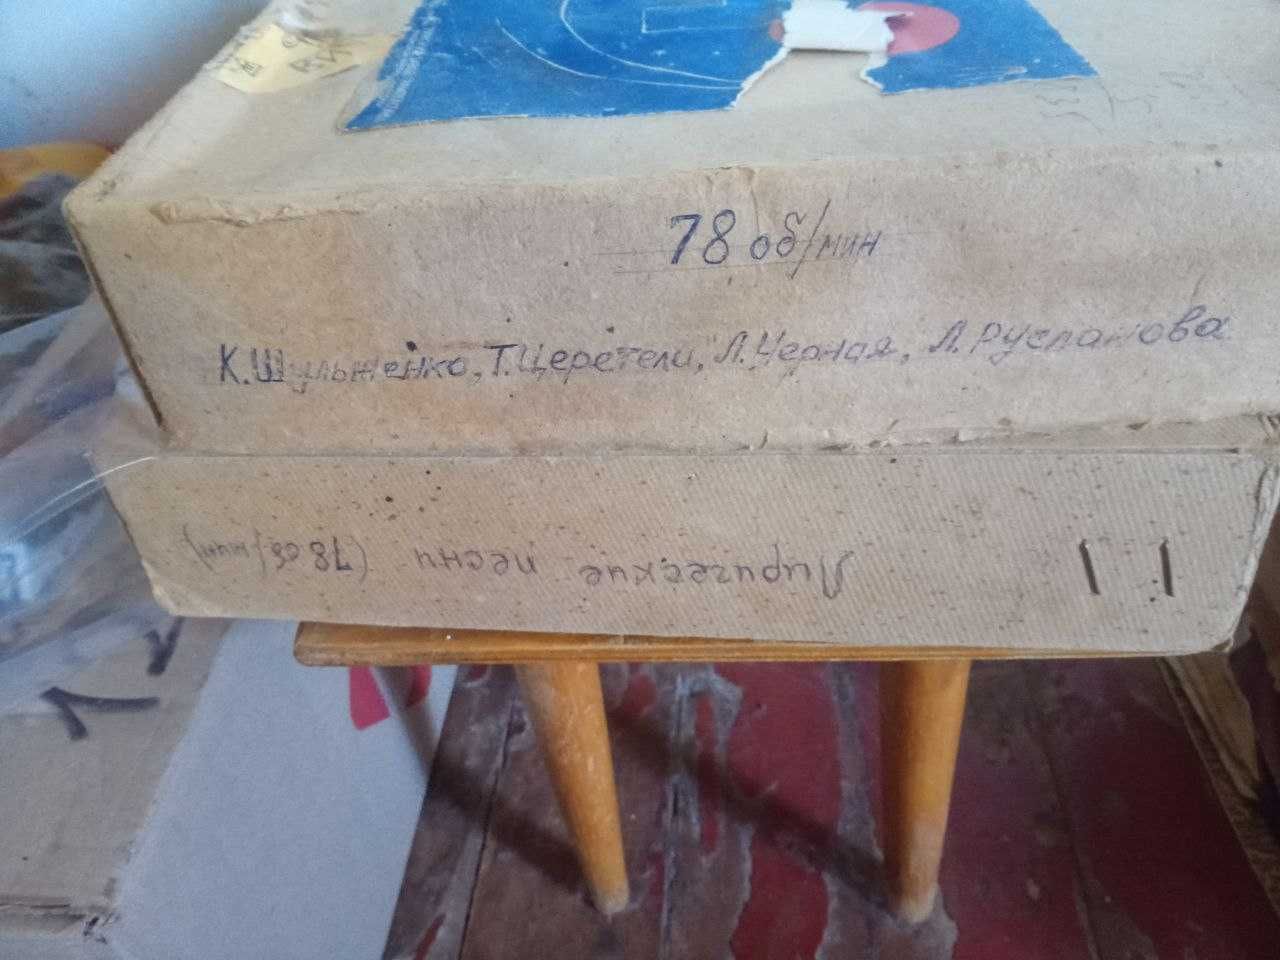 78 об/мин
К. Шульженко, Т. Церетели, Л. Черная, Л. Русланова
Лирические песни (78 об/мин)